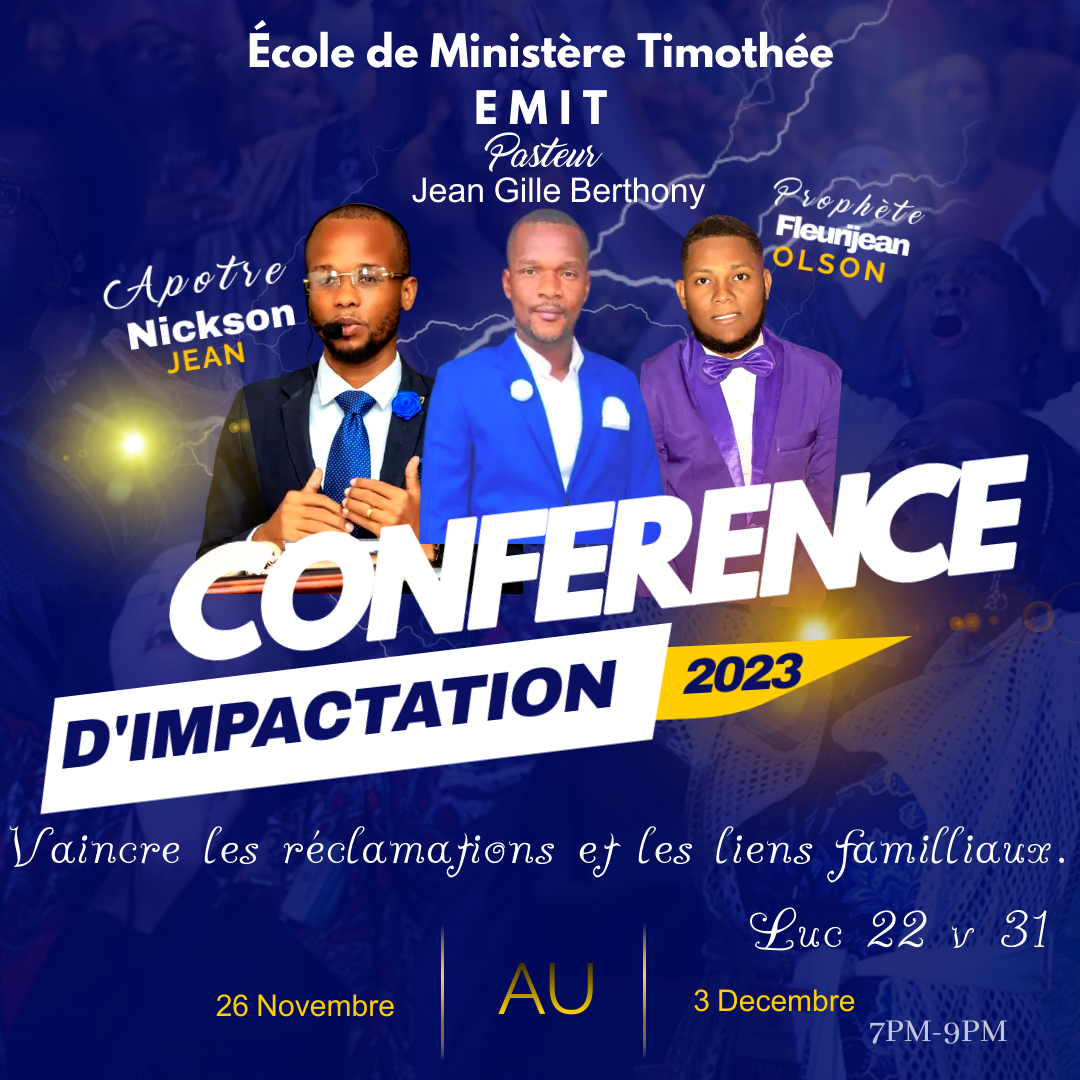 École de Ministère Timothée
EMIT
Pasteur
Jean Gille Berthony
Apotre
Nickson
JEAN
Prophète
Fleurijean
OLSON
CONFERENCE
D'IMPACTATION
2023
Vaincre les réclamations et les liens familliaux.
Luc 22 v 31
26 Novembre
AU
3 Decembre
7PM-9PM